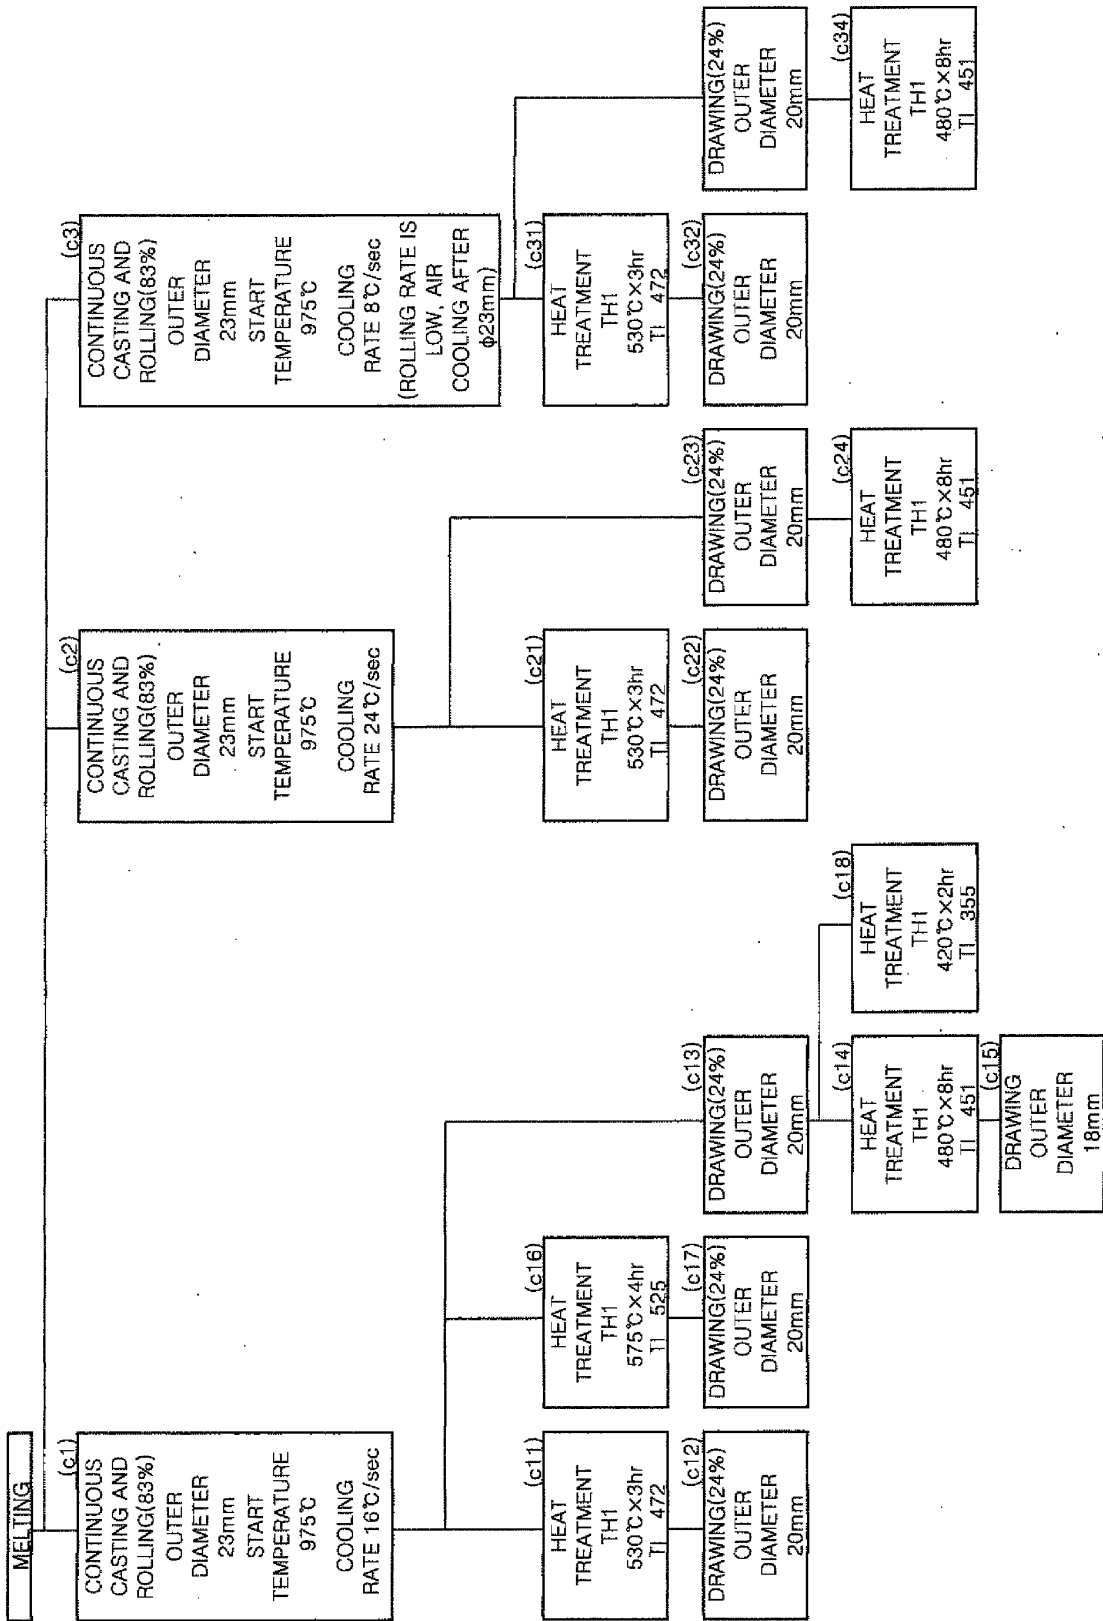 MELTING
(c1)
CONTINUOUS
CASTING AND
ROLLING(83%)
OUTER
DIAMETER
23mm
START
TEMPERATURE
975℃
COOLING
RATE 16℃/sec
(c11)
HEAT
TREATMENT
TH1
530℃×3hr
TI 472
(c12)
DRAWING(24%)
OUTER
DIAMETER
20mm
(c16)
HEAT
TREATMENT
TH1
575℃×4hr
TI 525
(c17)
DRAWING(24%)
OUTER
DIAMETER
20mm
(c13)
DRAWING(24%)
OUTER
DIAMETER
20mm
(c14)
HEAT
TREATMENT
TH1
480℃×8hr
TI 451
(c15)
DRAWING
OUTER
DIAMETER
18mm
(c18)
HEAT
TREATMENT
TH1
420℃×2hr
TI 355
(c2)
CONTINUOUS
CASTING AND
ROLLING(83%)
OUTER
DIAMETER
23mm
START
TEMPERATURE
975℃
COOLING
RATE 24℃/sec
(c21)
HEAT
TREATMENT
TH1
530℃×3hr
TI 472
(c22)
DRAWING(24%)
OUTER
DIAMETER
20mm
(c23)
DRAWING(24%)
OUTER
DIAMETER
20mm
(c24)
HEAT
TREATMENT
TH1
480℃×8hr
TI 451
(c3)
CONTINUOUS
CASTING AND
ROLLING(83%)
OUTER
DIAMETER
23mm
START
TEMPERATURE
975℃
COOLING
RATE 8℃/sec
(ROLLING RATE IS
LOW, AIR
COOLING AFTER
φ23mm)
(c31)
HEAT
TREATMENT
TH1
530℃×3hr
TI 472
(c32)
DRAWING(24%)
OUTER
DIAMETER
20mm
DRAWING(24%)
OUTER
DIAMETER
20mm
(c34)
HEAT
TREATMENT
TH1
480℃×8hr
TI 451